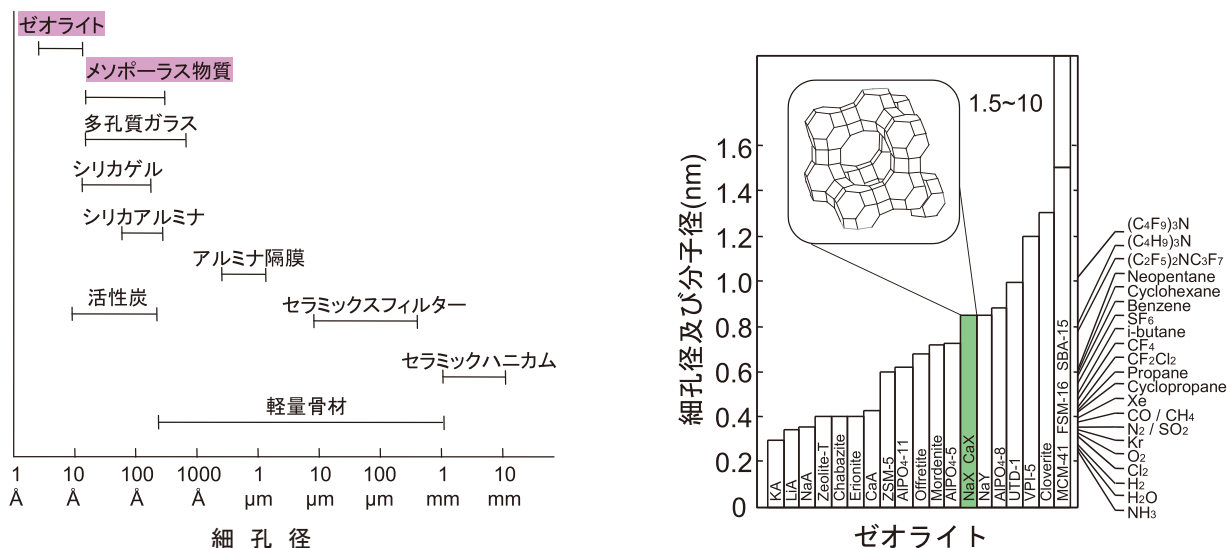 ゼオライト
メソポーラス物質
多孔質ガラス
シリカゲル
シリカアルミナ
アルミナ隔膜
活性炭
セラミックスフィルター
セラミックハニカム
軽量骨材
1 10 100 1000 1 10 100 1 10
Å Å Å Å μm μm μm mm mm
細 孔 径
細孔径及び分子径(nm)
1.5~10
1.6
1.4
1.2
1.0
0.8
0.6
0.4
0.2
0
KA
LiA
NaA
Zeolite-T
Chabazite
Erionite
CaA
ZSM-5
AlPO4-11
Offretite
Mordenite
AlPO4-5
NaX CaX
NaY
AlPO4-8
UTD-1
VPI-5
Cloverite
MCM-41 FSM-16 SBA-15
ゼオライト
(C4F9)3N
(C4H9)3N
(C2F5)2NC3F7
Neopentane
Cyclohexane
Benzene
SF6
i-butane
CF4
CF2Cl2
Propane
Cyclopropane
Xe
CO / CH4
N2 / SO2
Kr
O2
Cl2
H2
H2O
NH3